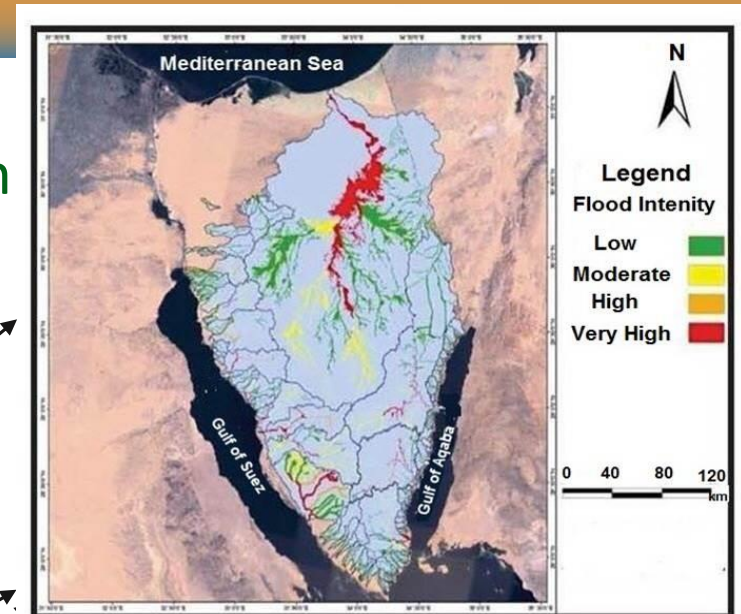 Mediterranean Sea
Gulf of Suez
Gulf of Aqaba
N
Legend
Flood Intenity
Low
Moderate
High
Very High
0 40 80 120
km